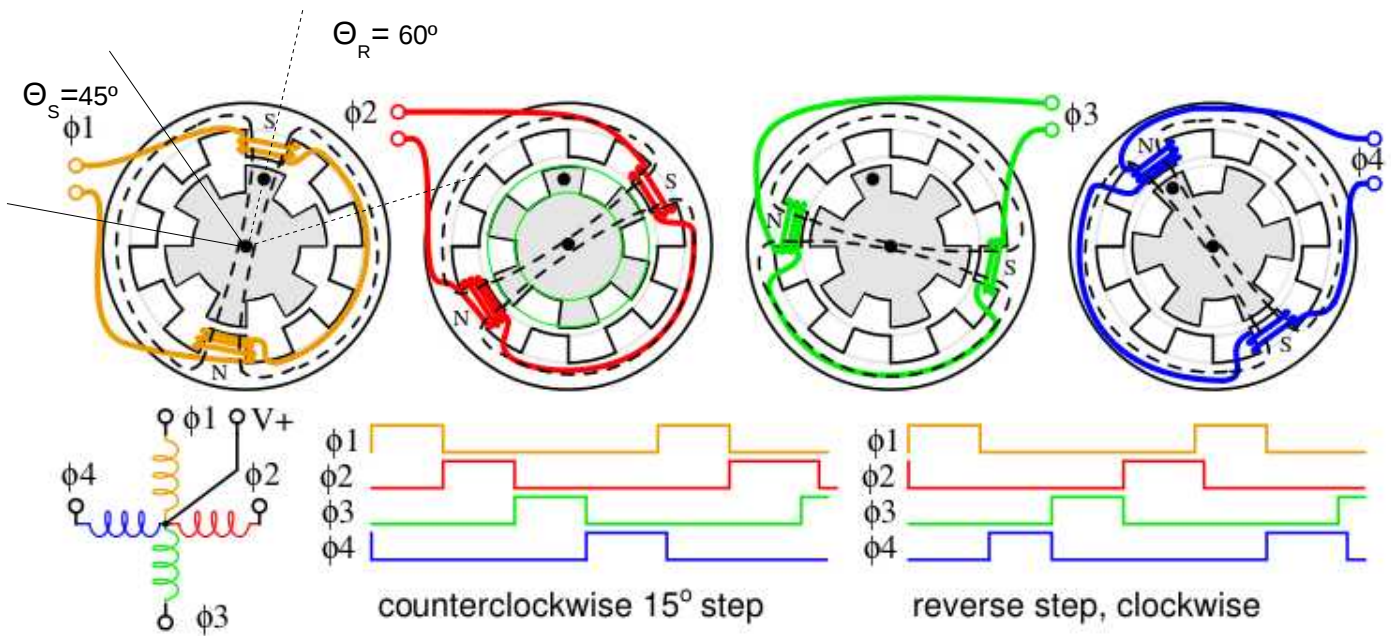 Θ_R = 60º
Θ_S=45º
ϕ1
ϕ2
ϕ3
ϕ4
S
N
S
N
N
S
N
S
ϕ1 V+
ϕ4 ϕ2
ϕ3
ϕ1
ϕ2
ϕ3
ϕ4
counterclockwise 15º step
ϕ1
ϕ2
ϕ3
ϕ4
reverse step, clockwise